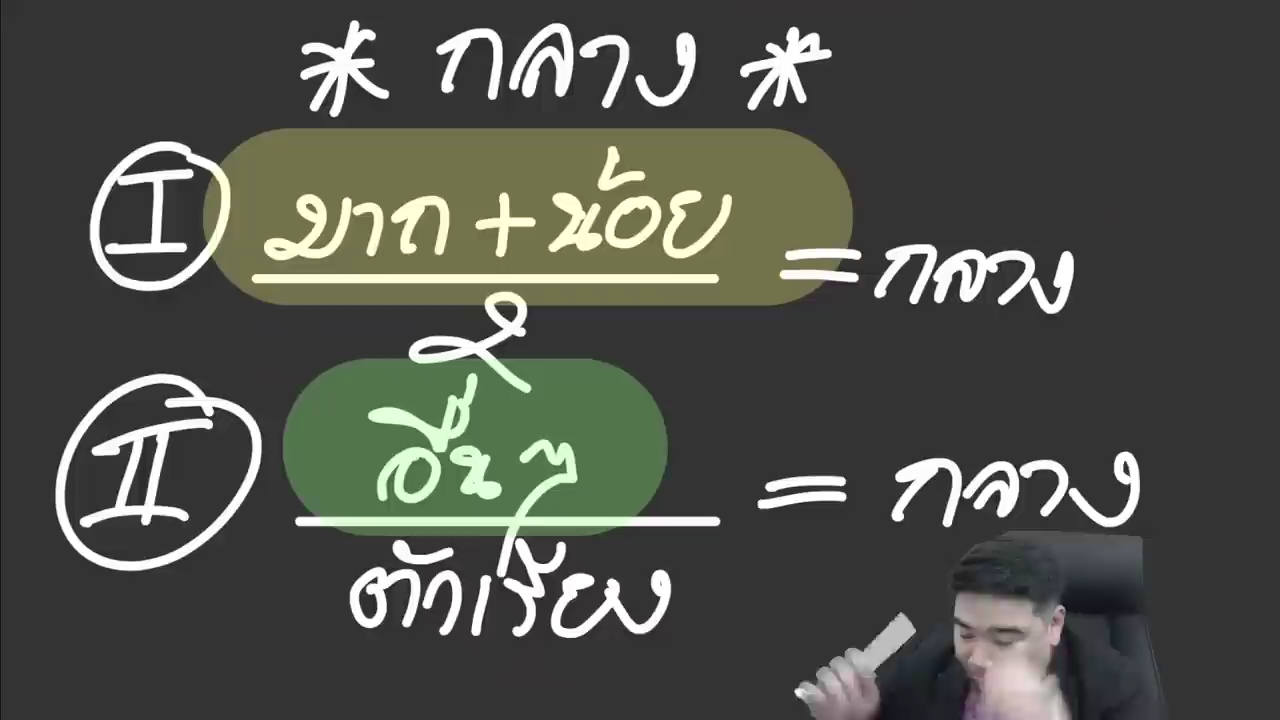 * กลาง *
I มาก + น้อย = กลาง
2
II อื่นๆ = กลาง
ตัวเรียง